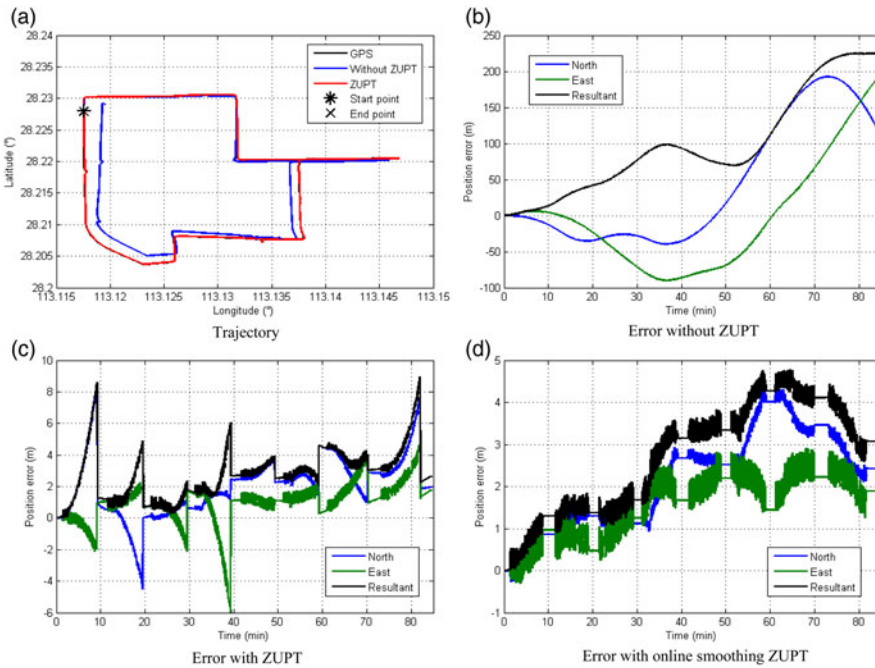 (a)
28.24
28.235
28.23
28.225
28.22
28.215
28.21
28.205
28.2
Latitude (°)
GPS
Without ZUPT
ZUPT
Start point
End point
113.115 113.12 113.125 113.13 113.135 113.14 113.145 113.15
Longitude (°)
Trajectory
(b)
250
200
150
100
50
0
-50
-100
Position error (m)
North
East
Resultant
0 10 20 30 40 50 60 70 80
Time (min)
Error without ZUPT
(c)
10
8
6
4
2
0
-2
-4
-6
Position error (m)
North
East
Resultant
0 10 20 30 40 50 60 70 80
Time (min)
Error with ZUPT
(d)
5
4
3
2
1
0
-1
Position error (m)
North
East
Resultant
0 10 20 30 40 50 60 70 80
Time (min)
Error with online smoothing ZUPT